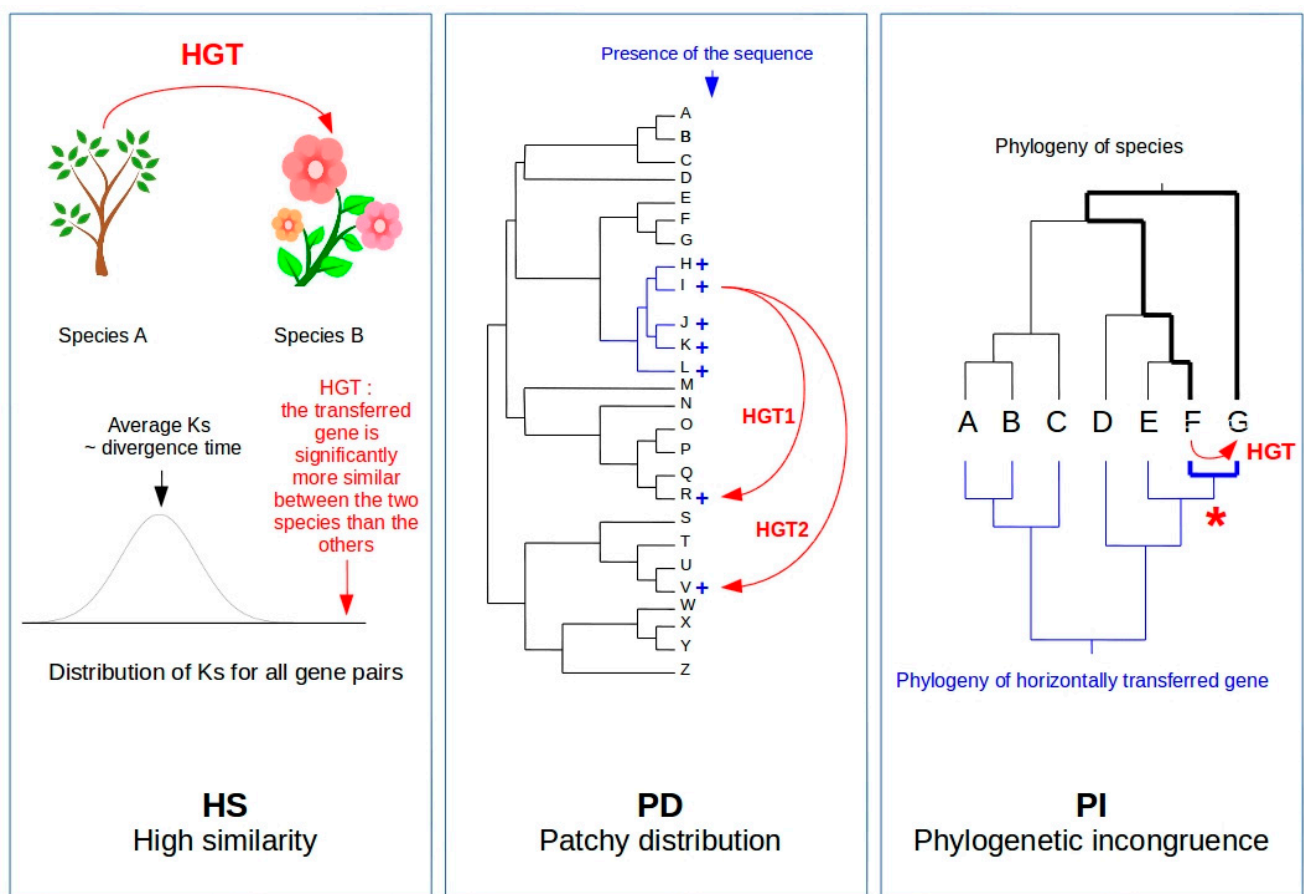 HGT
Species A
Species B
HGT :
the transferred
gene is
significantly
more similar
between the two
species than the
others
Average Ks
~ divergence time
Distribution of Ks for all gene pairs
HS
High similarity
Presence of the sequence
A
B
C
D
E
F
G
H +
I +
J +
K +
L +
M
N
O
P
Q
R +
S
T
U
V +
W
X
Y
Z
HGT1
HGT2
PD
Patchy distribution
Phylogeny of species
A B C D E F G
HGT
*
Phylogeny of horizontally transferred gene
PI
Phylogenetic incongruence